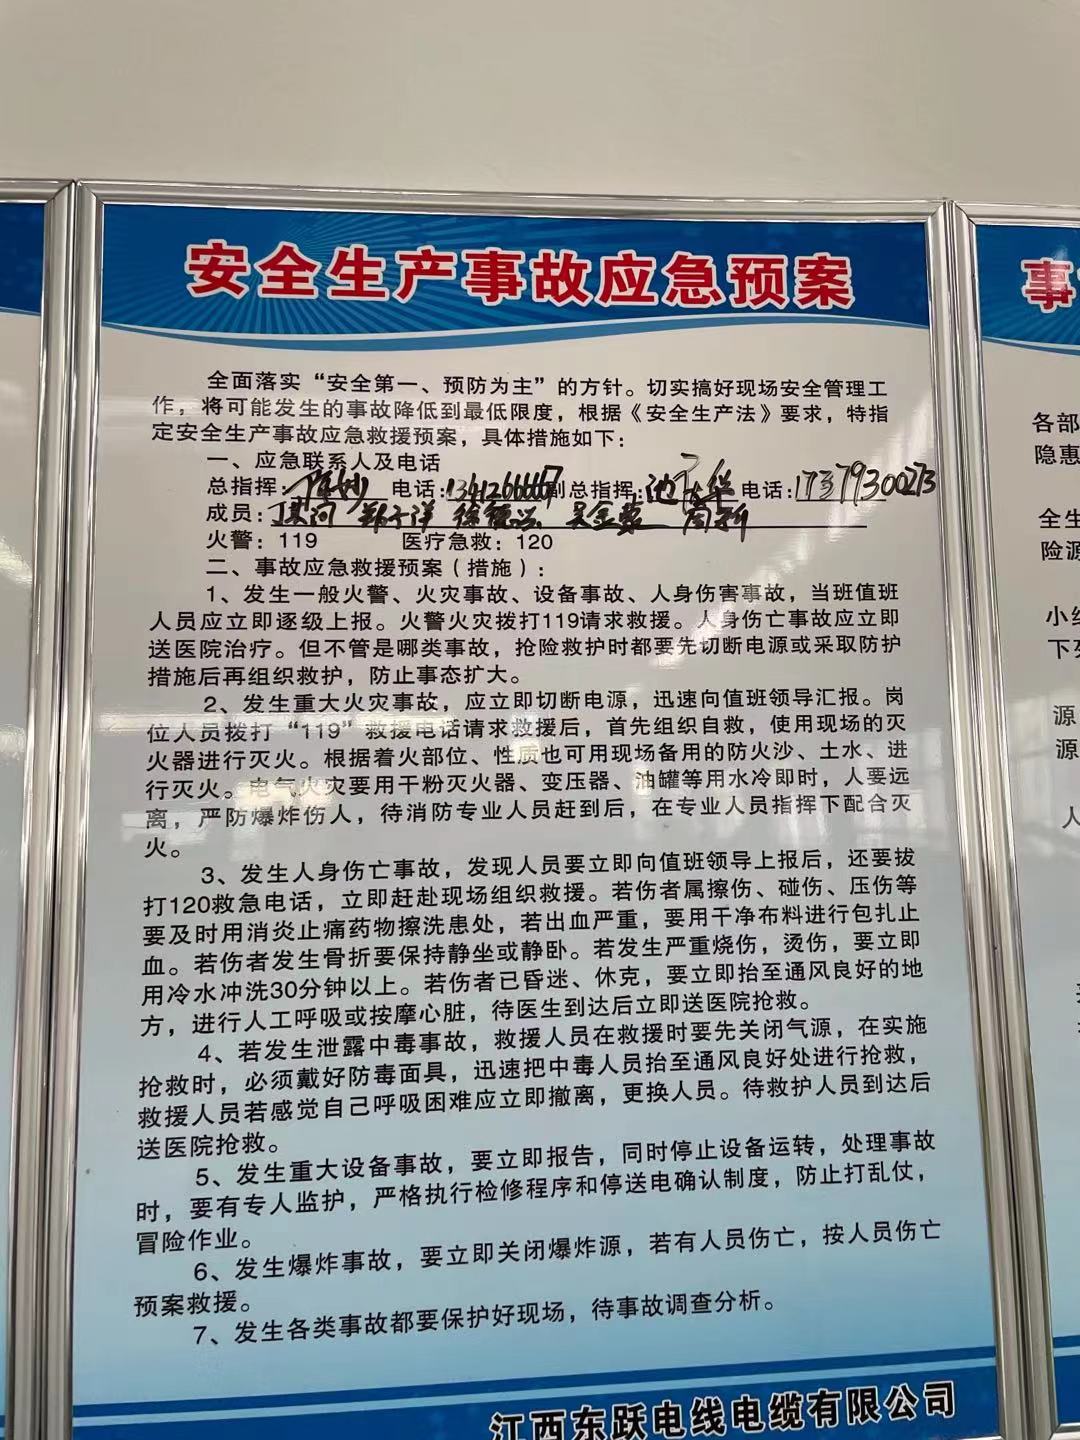 安全生产事故应急预案
全面落实“安全第一、预防为主”的方针。切实搞好现场安全管理工
作，将可能发生的事故降低到最低限度，根据《安全生产法》要求，特指
定安全生产事故应急救援预案，具体措施如下：
一、应急联系人及电话
总指挥： 电话： 副总指挥： 电话：17379300273
成员：
火警：119 医疗急救：120
二、事故应急救援预案（措施）：
1、发生一般火警、火灾事故、设备事故、人身伤害事故，当班值班
人员应立即逐级上报。火警火灾拨打119请求救援。人身伤亡事故应立即
送医院治疗。但不管是哪类事故，抢险救护时都要先切断电源或采取防护
措施后再组织救护，防止事态扩大。
2、发生重大火灾事故，应立即切断电源，迅速向值班领导汇报。岗
位人员拨打“119”救援电话请求救援后，首先组织自救，使用现场的灭
火器进行灭火。根据着火部位、性质也可用现场备用的防火沙、土水、进
行灭火。电气火灾要用干粉灭火器、变压器、油罐等用水冷即时，人要远
离，严防爆炸伤人，待消防专业人员赶到后，在专业人员指挥下配合灭
火。
3、发生人身伤亡事故，发现人员要立即向值班领导上报后，还要拔
打120救急电话，立即赶赴现场组织救援。若伤者属擦伤、碰伤、压伤等
要及时用消炎止痛药物擦洗患处，若出血严重，要用干净布料进行包扎止
血。若伤者发生骨折要保持静坐或静卧。若发生严重烧伤，烫伤，要立即
用冷水冲洗30分钟以上。若伤者已昏迷、休克，要立即抬至通风良好的地
方，进行人工呼吸或按摩心脏，待医生到达后立即送医院抢救。
4、若发生泄露中毒事故，救援人员在救援时要先关闭气源，在实施
抢救时，必须戴好防毒面具，迅速把中毒人员抬至通风良好处进行抢救，
救援人员若感觉自己呼吸困难应立即撤离，更换人员。待救护人员到达后
送医院抢救。
5、发生重大设备事故，要立即报告，同时停止设备运转，处理事故
时，要有专人监护，严格执行检修程序和停送电确认制度，防止打乱仗，
冒险作业。
6、发生爆炸事故，要立即关闭爆炸源，若有人员伤亡，按人员伤亡
预案救援。
7、发生各类事故都要保护好现场，待事故调查分析。
江西东跃电线电缆有限公司
事
各部
隐患
全生
险源
下列
源
源
人